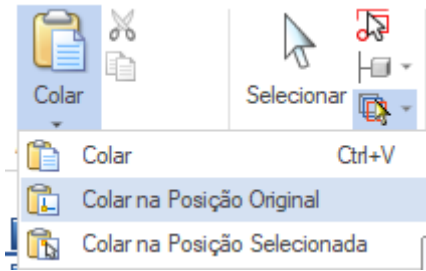 Colar
Selecionar
Colar Ctrl+V
Colar na Posição Original
Colar na Posição Selecionada